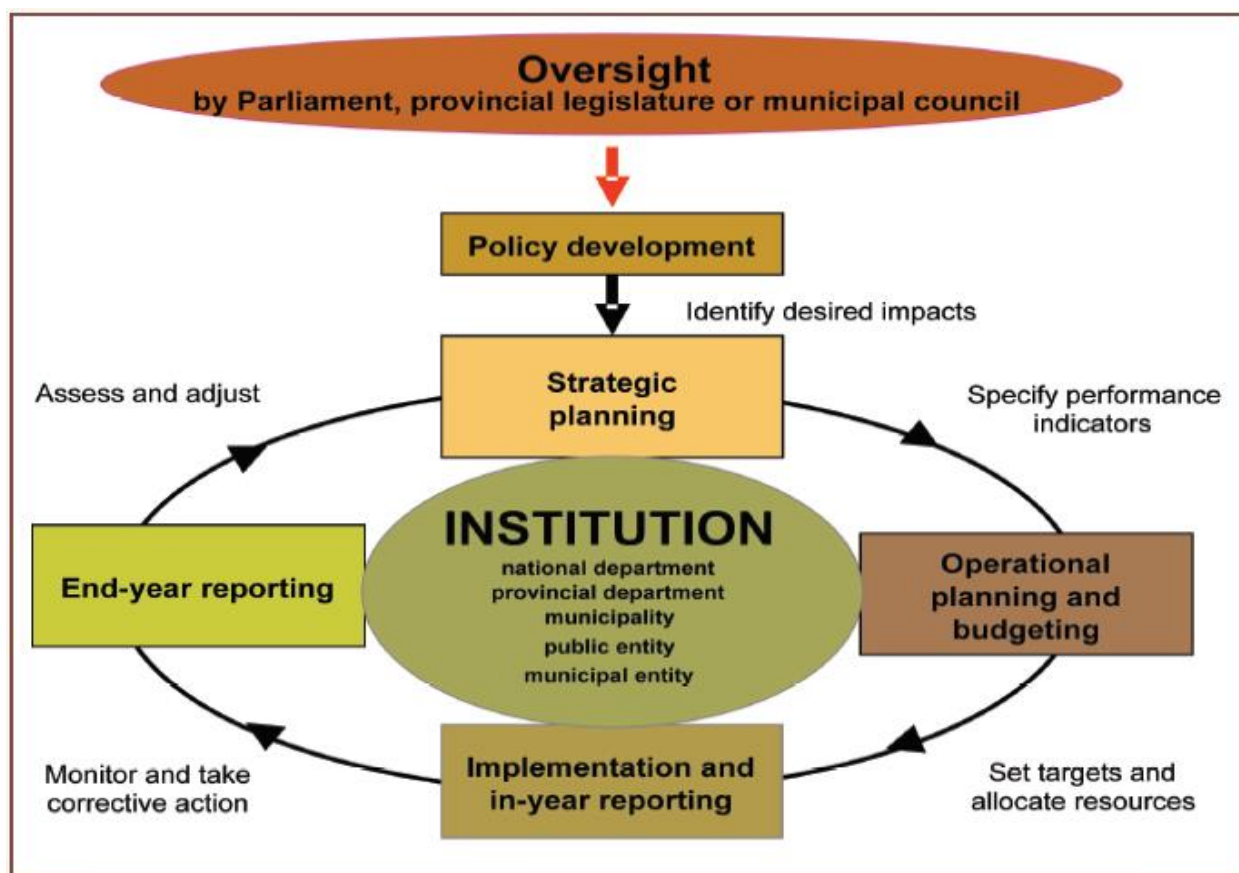 Oversight
by Parliament, provincial legislature or municipal council
Policy development
Identify desired impacts
Strategic
planning
Assess and adjust
Specify performance
indicators
INSTITUTION
national department
provincial department
municipality
public entity
municipal entity
End-year reporting
Operational
planning and
budgeting
Implementation and
in-year reporting
Monitor and take
corrective action
Set targets and
allocate resources